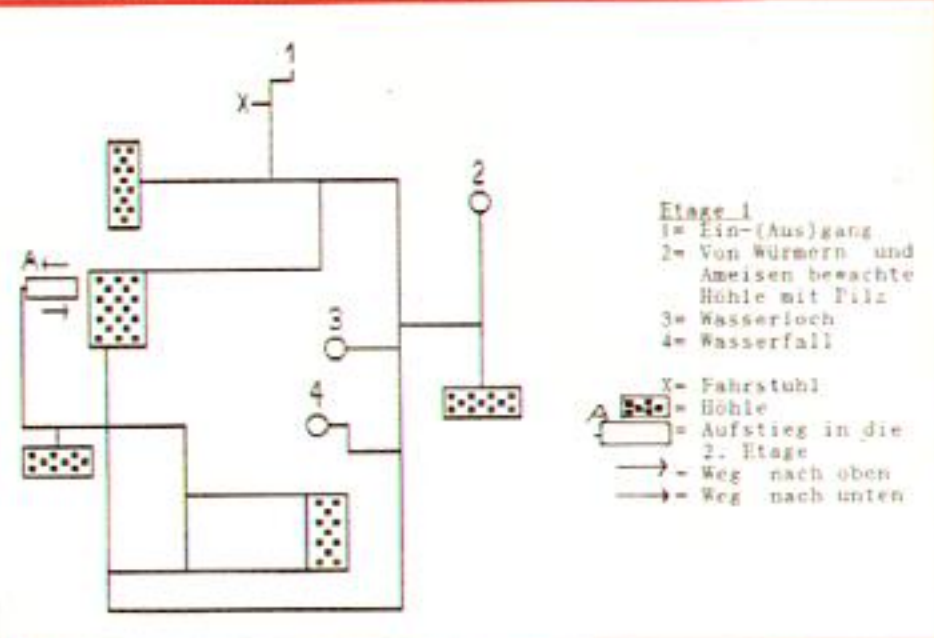 1
X
2
A
3
4
Etage 1
1= Ein-(Aus)gang
2= Von Würmern und
Ameisen bewachte
Höhle mit Pilz
3= Wasserloch
4= Wasserfall
X= Fahrstuhl
= Höhle
A
= Aufstieg in die
2. Etage
= Weg nach oben
= Weg nach unten